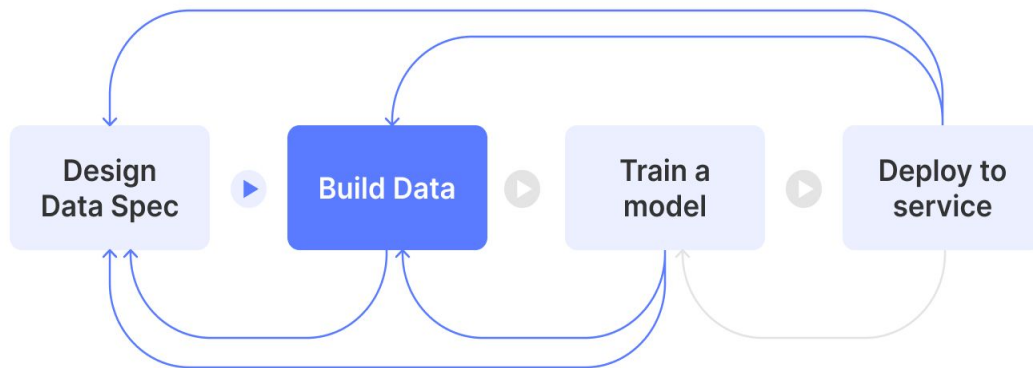 Design
Data Spec
Build Data
Train a
model
Deploy to
service